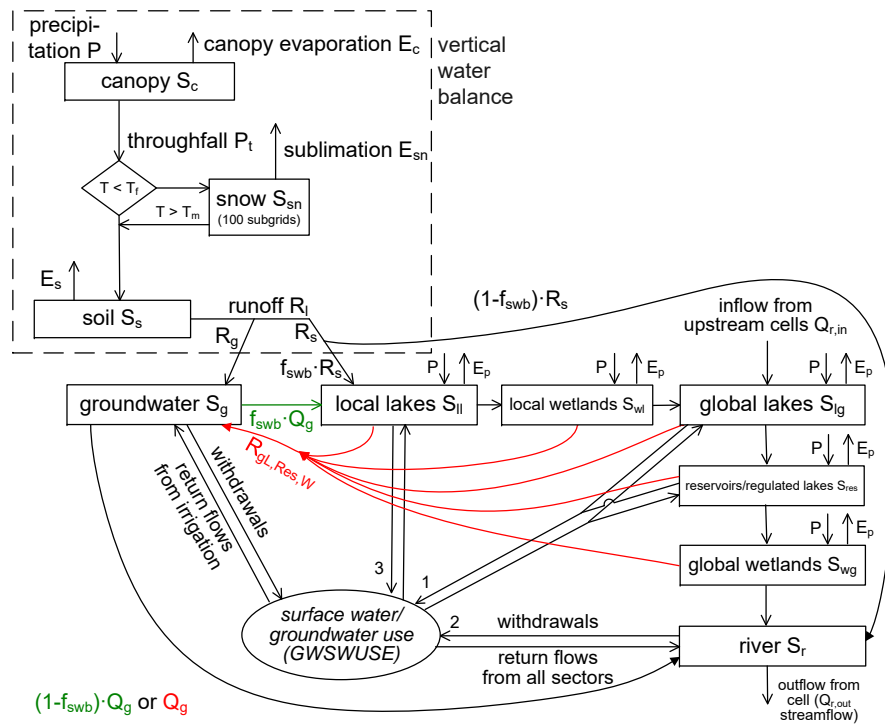 precipi-
tation P
canopy evaporation E_c
vertical
water
balance
canopy S_c
throughfall P_t
sublimation E_sn
T < T_f
snow S_sn
(100 subgrids)
T > T_m
E_s
soil S_s
runoff R_l
R_g
R_s
(1-f_swb)·R_s
inflow from
upstream cells Q_r,in
f_swb·R_s
P
E_p
P
E_p
P
E_p
groundwater S_g
f_swb·Q_g
local lakes S_ll
local wetlands S_wl
global lakes S_lg
R_gL,Res,W
P
E_p
reservoirs/regulated lakes S_res
withdrawals
return flows
from irrigation
P
E_p
global wetlands S_wg
3
1
2
surface water/
groundwater use
(GWSWUSE)
withdrawals
return flows
from all sectors
river S_r
(1-f_swb)·Q_g or Q_g
outflow from
cell (Q_r,out
streamflow)